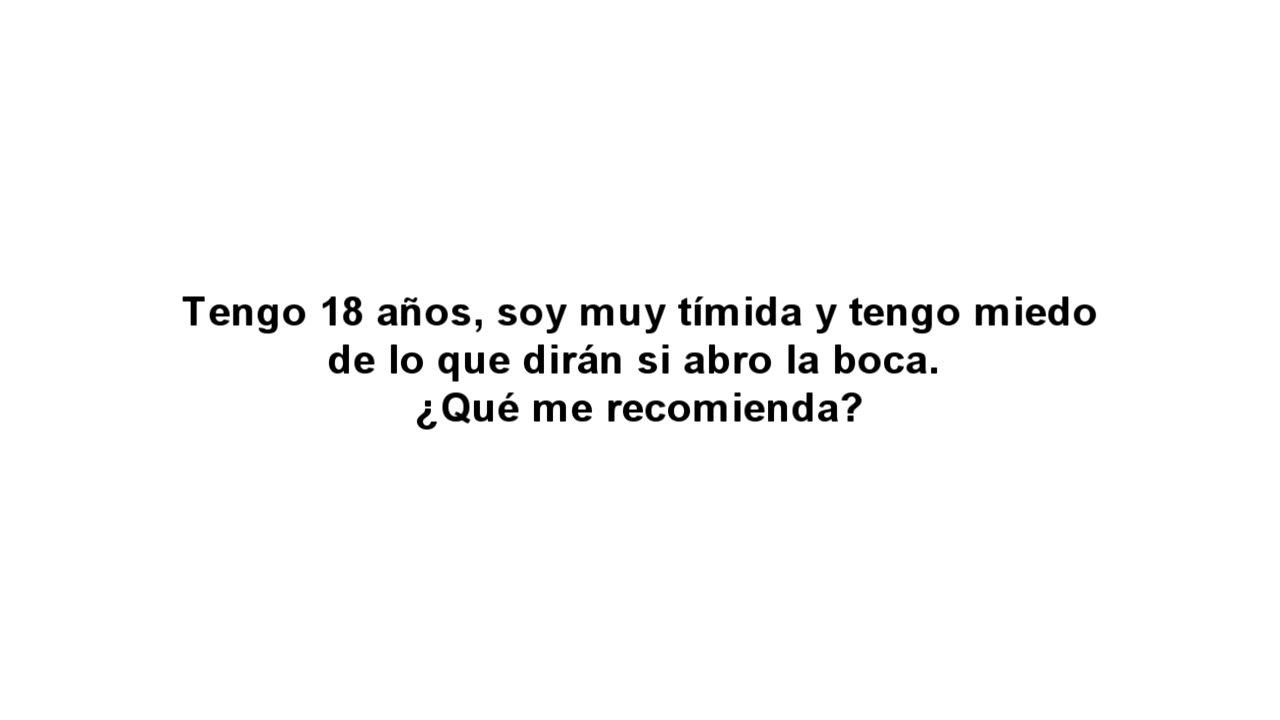 Tengo 18 años, soy muy tímida y tengo miedo
de lo que dirán si abro la boca.
¿Qué me recomienda?